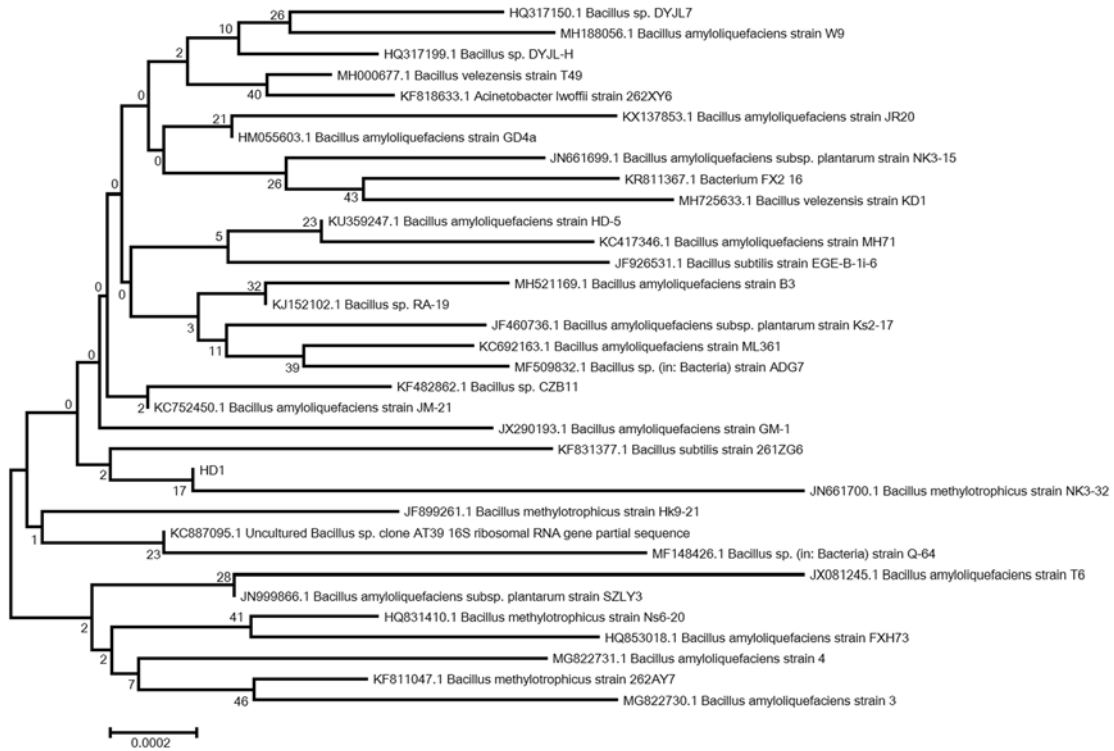 26
HQ317150.1 Bacillus sp. DYJL7
10
MH188056.1 Bacillus amyloliquefaciens strain W9
2
HQ317199.1 Bacillus sp. DYJL-H
MH000677.1 Bacillus velezensis strain T49
40
KF818633.1 Acinetobacter lwoffii strain 262XY6
0
21
KX137853.1 Bacillus amyloliquefaciens strain JR20
HM055603.1 Bacillus amyloliquefaciens strain GD4a
0
JN661699.1 Bacillus amyloliquefaciens subsp. plantarum strain NK3-15
26
KR811367.1 Bacterium FX2 16
43
MH725633.1 Bacillus velezensis strain KD1
0
23
KU359247.1 Bacillus amyloliquefaciens strain HD-5
5
KC417346.1 Bacillus amyloliquefaciens strain MH71
JF926531.1 Bacillus subtilis strain EGE-B-1i-6
0
0
32
MH521169.1 Bacillus amyloliquefaciens strain B3
KJ152102.1 Bacillus sp. RA-19
3
JF460736.1 Bacillus amyloliquefaciens subsp. plantarum strain Ks2-17
11
KC692163.1 Bacillus amyloliquefaciens strain ML361
39
MF509832.1 Bacillus sp. (in: Bacteria) strain ADG7
0
KF482862.1 Bacillus sp. CZB11
2
KC752450.1 Bacillus amyloliquefaciens strain JM-21
0
JX290193.1 Bacillus amyloliquefaciens strain GM-1
KF831377.1 Bacillus subtilis strain 261ZG6
2
HD1
17
JN661700.1 Bacillus methylotrophicus strain NK3-32
JF899261.1 Bacillus methylotrophicus strain Hk9-21
1
KC887095.1 Uncultured Bacillus sp. clone AT39 16S ribosomal RNA gene partial sequence
23
MF148426.1 Bacillus sp. (in: Bacteria) strain Q-64
28
JX081245.1 Bacillus amyloliquefaciens strain T6
JN999866.1 Bacillus amyloliquefaciens subsp. plantarum strain SZLY3
2
41
HQ831410.1 Bacillus methylotrophicus strain Ns6-20
HQ853018.1 Bacillus amyloliquefaciens strain FXH73
2
MG822731.1 Bacillus amyloliquefaciens strain 4
7
KF811047.1 Bacillus methylotrophicus strain 262AY7
46
MG822730.1 Bacillus amyloliquefaciens strain 3
0.0002